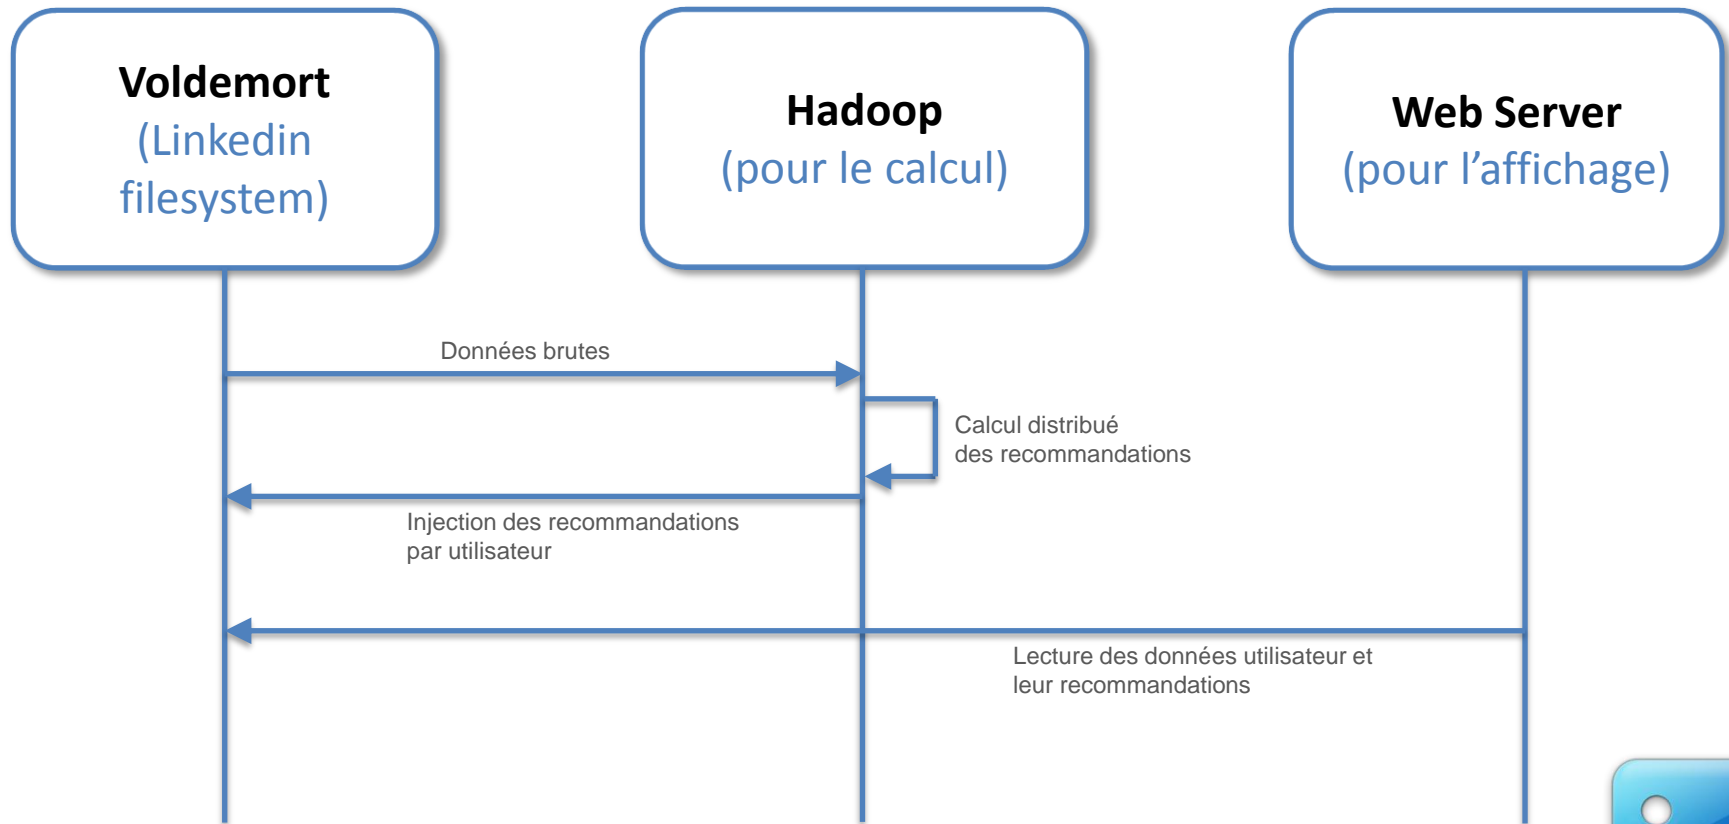 Voldemort
(Linkedin
filesystem)
Hadoop
(pour le calcul)
Web Server
(pour l’affichage)
Données brutes
Calcul distribué
des recommandations
Injection des recommandations
par utilisateur
Lecture des données utilisateur et
leur recommandations